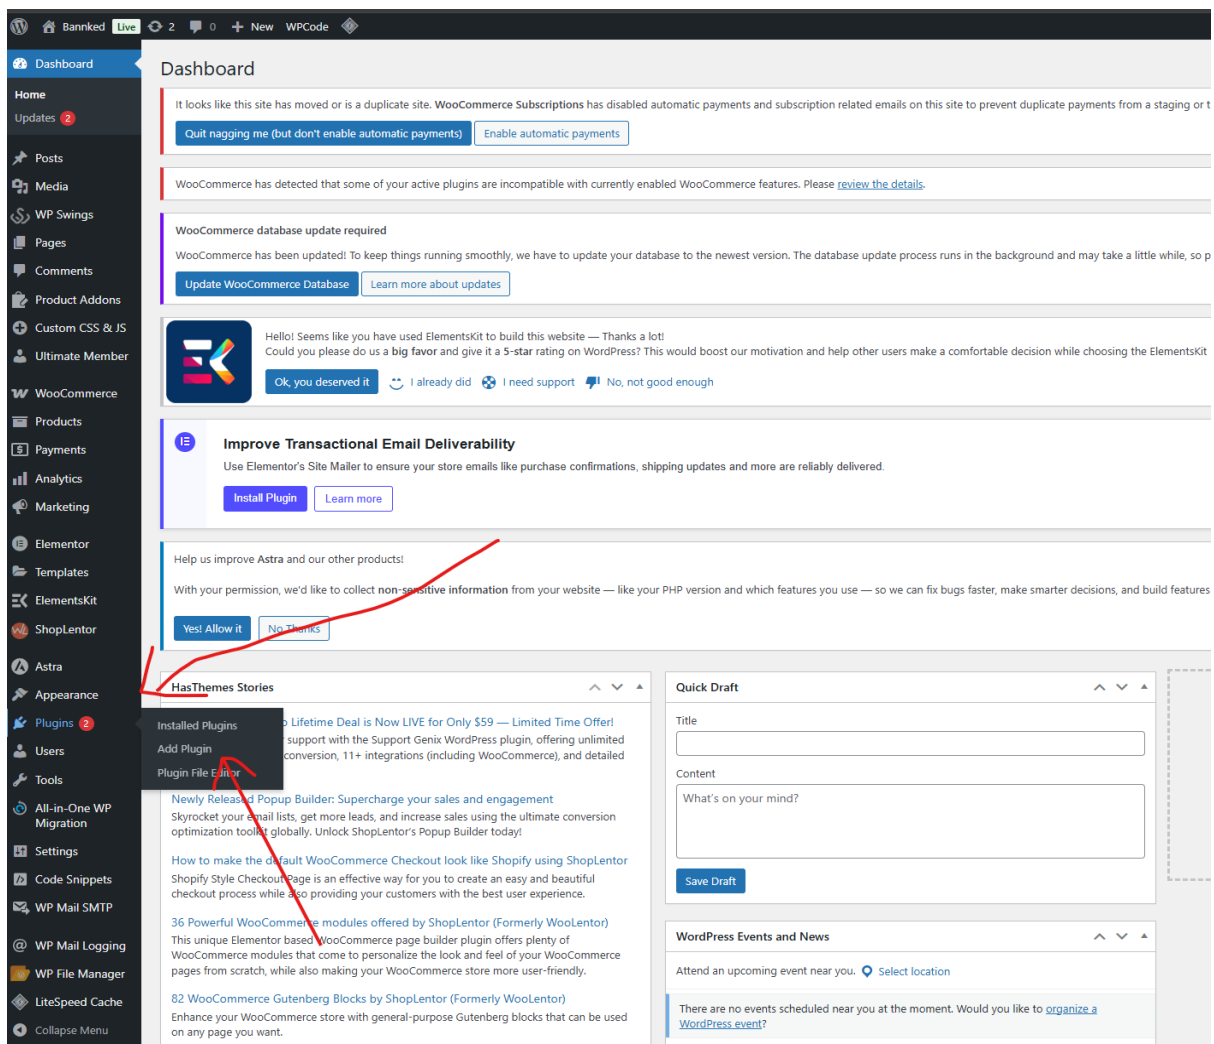 Bannked Live 2 0 + New WPCode
Dashboard
Home
Updates 2
Posts
Media
WP Swings
Pages
Comments
Product Addons
Custom CSS & JS
Ultimate Member
WooCommerce
Products
Payments
Analytics
Marketing
Elementor
Templates
ElementsKit
ShopLentor
Astra
Appearance
Plugins 2
Users
Tools
All-in-One WP
Migration
Settings
Code Snippets
WP Mail SMTP
WP Mail Logging
WP File Manager
LiteSpeed Cache
Collapse Menu
Installed Plugins
Add Plugin
Plugin File Editor
Dashboard
It looks like this site has moved or is a duplicate site. WooCommerce Subscriptions has disabled automatic payments and subscription related emails on this site to prevent duplicate payments from a staging or t
Quit nagging me (but don't enable automatic payments) Enable automatic payments
WooCommerce has detected that some of your active plugins are incompatible with currently enabled WooCommerce features. Please review the details.
WooCommerce database update required
WooCommerce has been updated! To keep things running smoothly, we have to update your database to the newest version. The database update process runs in the background and may take a little while, so p
Update WooCommerce Database Learn more about updates
Hello! Seems like you have used ElementsKit to build this website — Thanks a lot!
Could you please do us a big favor and give it a 5-star rating on WordPress? This would boost our motivation and help other users make a comfortable decision while choosing the ElementsKit
Ok, you deserved it I already did I need support No, not good enough
Improve Transactional Email Deliverability
Use Elementor's Site Mailer to ensure your store emails like purchase confirmations, shipping updates and more are reliably delivered.
Install Plugin Learn more
Help us improve Astra and our other products!
With your permission, we'd like to collect non-sensitive information from your website — like your PHP version and which features you use — so we can fix bugs faster, make smarter decisions, and build features
Yes! Allow it No Thanks
HasThemes Stories
Lifetime Deal is Now LIVE for Only $59 — Limited Time Offer!
support with the Support Genix WordPress plugin, offering unlimited
conversion, 11+ integrations (including WooCommerce), and detailed
Newly Released Popup Builder: Supercharge your sales and engagement
Skyrocket your email lists, get more leads, and increase sales using the ultimate conversion
optimization toolkit globally. Unlock ShopLentor's Popup Builder today!
How to make the default WooCommerce Checkout look like Shopify using ShopLentor
Shopify Style Checkout Page is an effective way for you to create an easy and beautiful
checkout process while also providing your customers with the best user experience.
36 Powerful WooCommerce modules offered by ShopLentor (Formerly WooLentor)
This unique Elementor based WooCommerce page builder plugin offers plenty of
WooCommerce modules that come to personalize the look and feel of your WooCommerce
pages from scratch, while also making your WooCommerce store more user-friendly.
82 WooCommerce Gutenberg Blocks by ShopLentor (Formerly WooLentor)
Enhance your WooCommerce store with general-purpose Gutenberg blocks that can be used
on any page you want.
Quick Draft
Title
Content
What's on your mind?
Save Draft
WordPress Events and News
Attend an upcoming event near you. Select location
There are no events scheduled near you at the moment. Would you like to organize a
WordPress event?